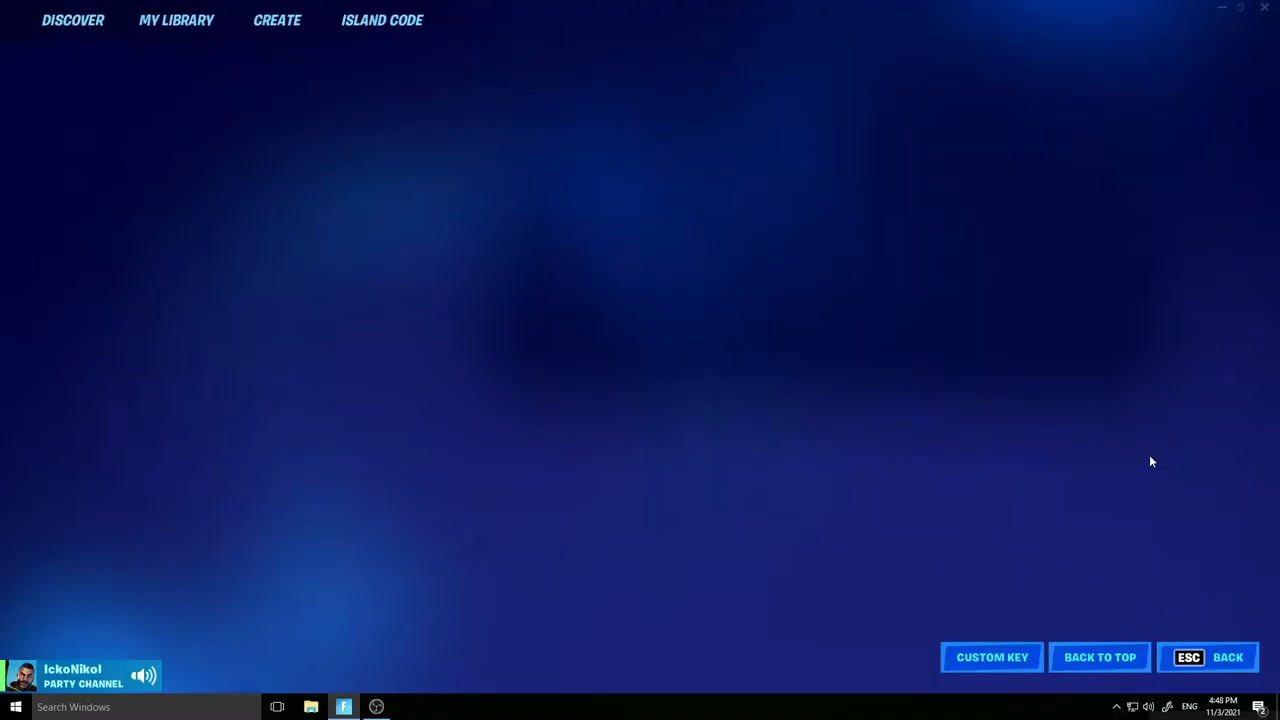 DISCOVER
MY LIBRARY
CREATE
ISLAND CODE
CUSTOM KEY
BACK TO TOP
ESC BACK
IckoNikol
PARTY CHANNEL
Search Windows
ENG
4:48 PM
11/3/2021
2